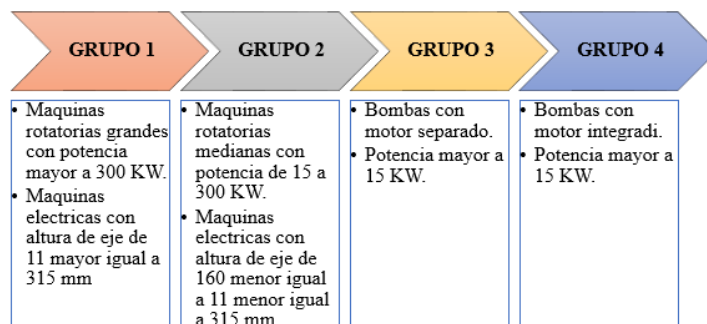 GRUPO 1
GRUPO 2
GRUPO 3
GRUPO 4
• Maquinas
rotatorias grandes
con potencia
mayor a 300 KW.
• Maquinas
electricas con
altura de eje de
11 mayor igual a
315 mm
• Maquinas
rotatorias
medianas con
potencia de 15 a
300 KW.
• Maquinas
electricas con
altura de eje de
160 menor igual
a 11 menor igual
a 315 mm
• Bombas con
motor separado.
• Potencia mayor a
15 KW.
• Bombas con
motor integradi.
• Potencia mayor a
15 KW.